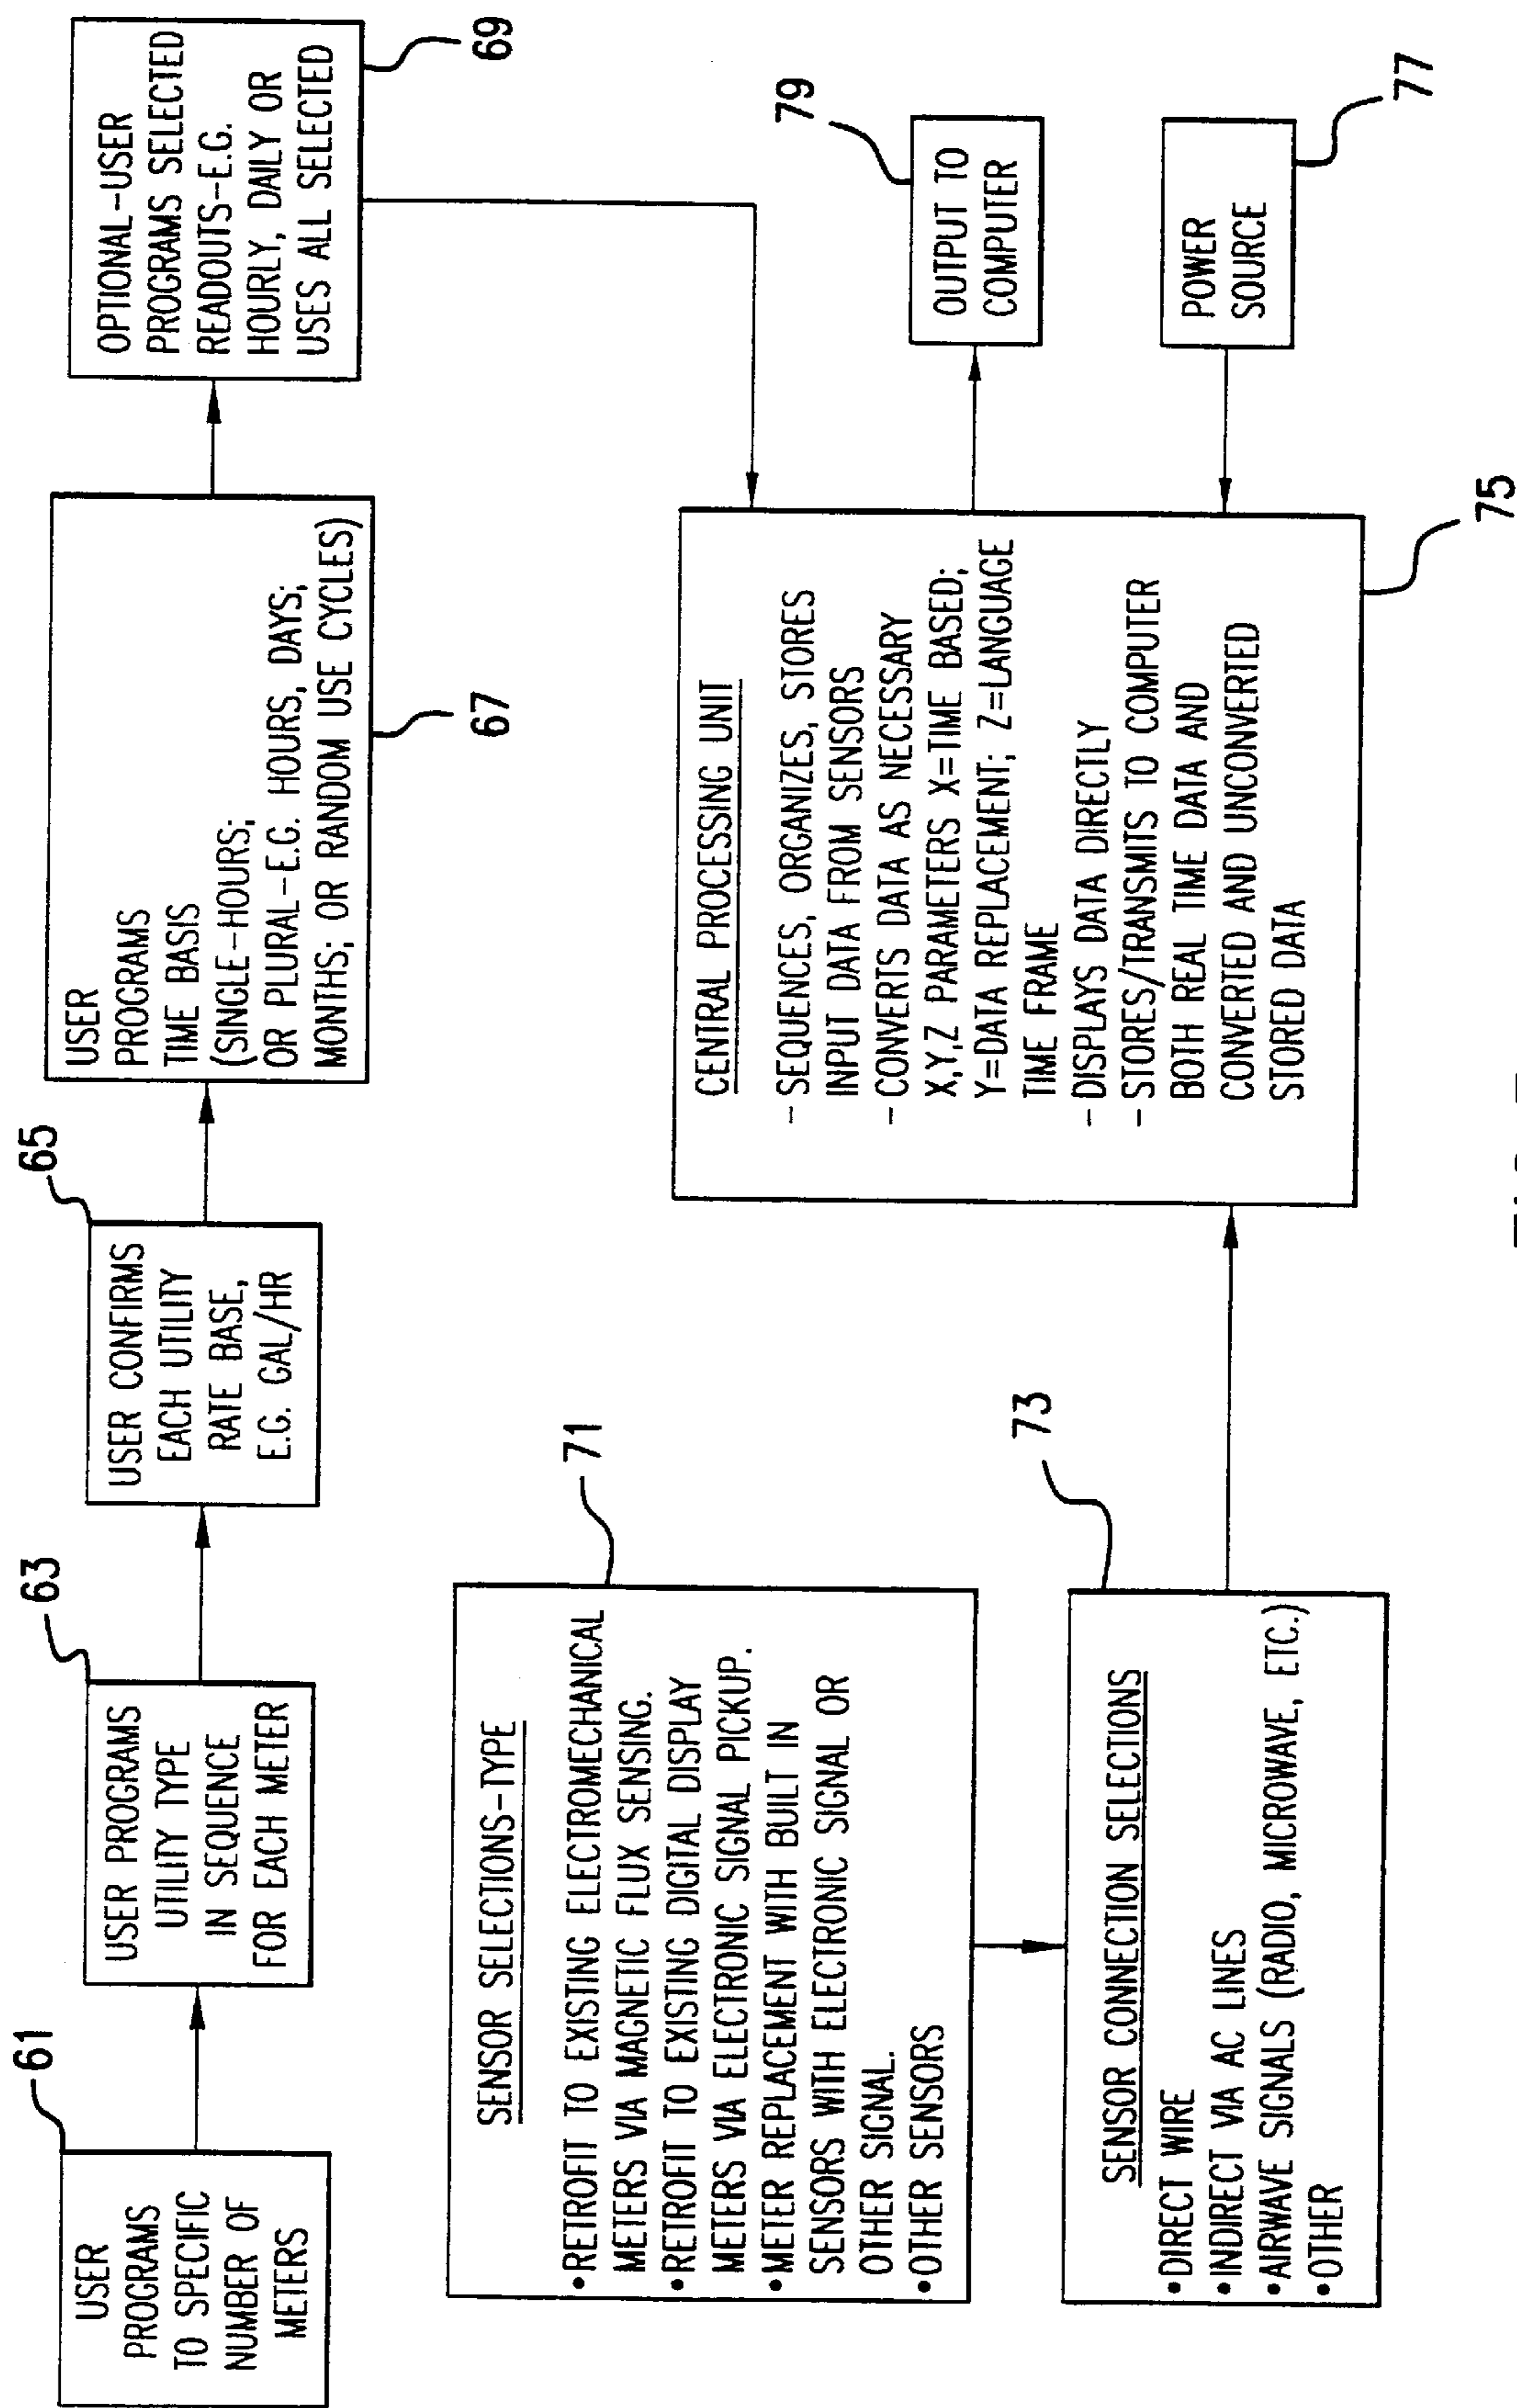 61
USER
PROGRAMS
TO SPECIFIC
NUMBER OF
METERS
63
USER PROGRAMS
UTILITY TYPE
IN SEQUENCE
FOR EACH METER
65
USER CONFIRMS
EACH UTILITY
RATE BASE,
E.G. GAL/HR
USER
PROGRAMS
TIME BASIS
(SINGLE-HOURS;
OR PLURAL-E.G. HOURS, DAYS;
MONTHS; OR RANDOM USE CYCLES)
67
OPTIONAL-USER
PROGRAMS SELECTED
READOUTS-E.G.
HOURLY, DAILY OR
USES ALL SELECTED
69
71
SENSOR SELECTIONS-TYPE
•RETROFIT TO EXISTING ELECTROMECHANICAL
METERS VIA MAGNETIC FLUX SENSING.
•RETROFIT TO EXISTING DIGITAL DISPLAY
METERS VIA ELECTRONIC SIGNAL PICKUP.
•METER REPLACEMENT WITH BUILT IN
SENSORS WITH ELECTRONIC SIGNAL OR
OTHER SIGNAL.
•OTHER SENSORS
73
SENSOR CONNECTION SELECTIONS
•DIRECT WIRE
•INDIRECT VIA AC LINES
•AIRWAVE SIGNALS (RADIO, MICROWAVE, ETC.)
•OTHER
CENTRAL PROCESSING UNIT
-SEQUENCES, ORGANIZES, STORES
INPUT DATA FROM SENSORS
-CONVERTS DATA AS NECESSARY
X,Y,Z PARAMETERS X=TIME BASED;
Y=DATA REPLACEMENT; Z=LANGUAGE
TIME FRAME
-DISPLAYS DATA DIRECTLY
-STORES/TRANSMITS TO COMPUTER
BOTH REAL TIME DATA AND
CONVERTED AND UNCONVERTED
STORED DATA
75
79
OUTPUT TO
COMPUTER
POWER
SOURCE
77